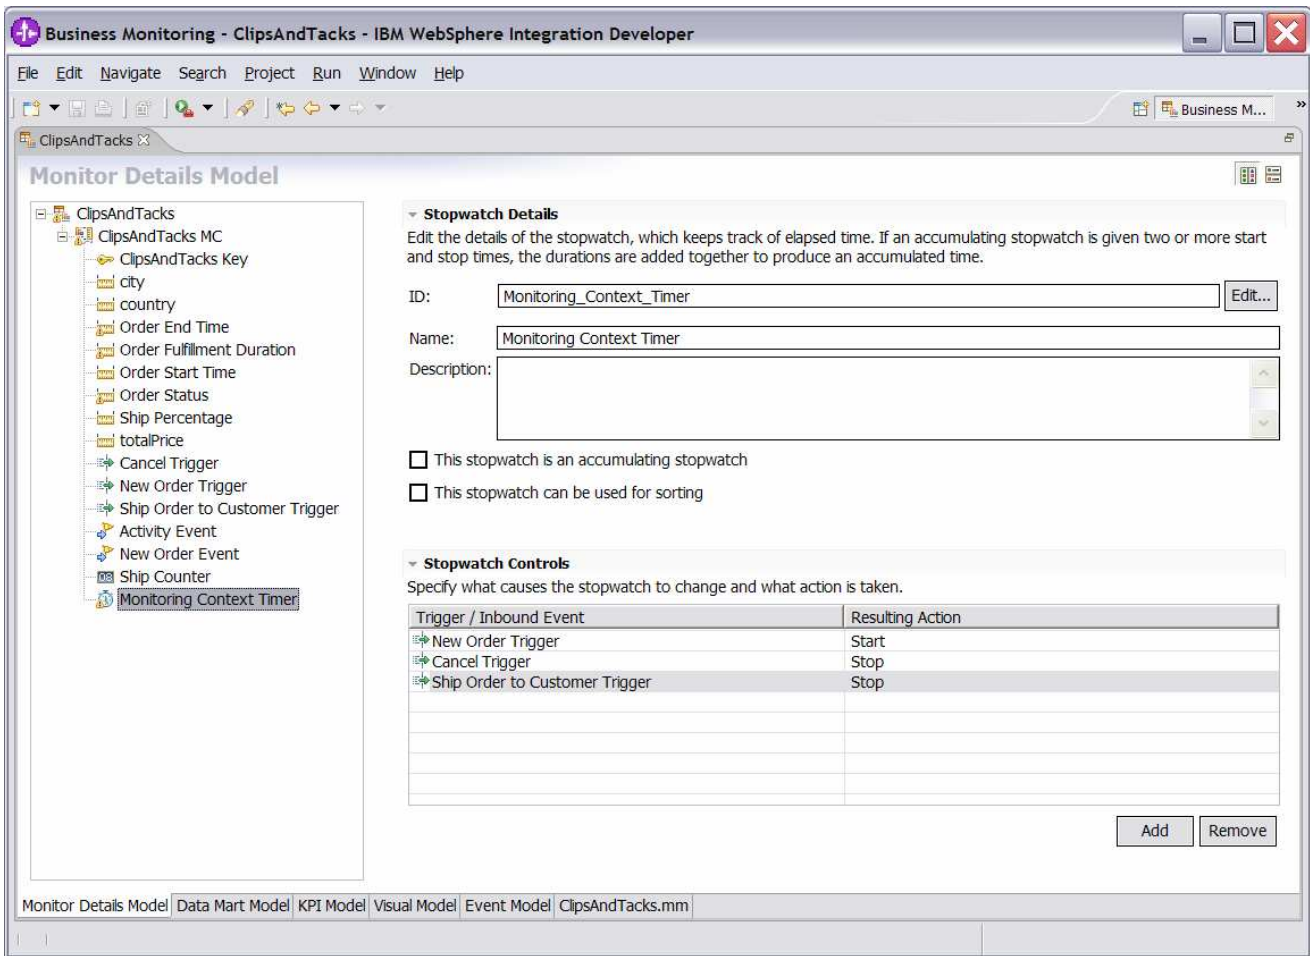 Business Monitoring - ClipsAndTacks - IBM WebSphere Integration Developer
File Edit Navigate Search Project Run Window Help
Business M... »
ClipsAndTacks
Monitor Details Model
ClipsAndTacks
ClipsAndTacks MC
ClipsAndTacks Key
city
country
Order End Time
Order Fulfillment Duration
Order Start Time
Order Status
Ship Percentage
totalPrice
Cancel Trigger
New Order Trigger
Ship Order to Customer Trigger
Activity Event
New Order Event
Ship Counter
Monitoring Context Timer
Stopwatch Details
Edit the details of the stopwatch, which keeps track of elapsed time. If an accumulating stopwatch is given two or more start
and stop times, the durations are added together to produce an accumulated time.
ID: Monitoring_Context_Timer Edit...
Name: Monitoring Context Timer
Description:
This stopwatch is an accumulating stopwatch
This stopwatch can be used for sorting
Stopwatch Controls
Specify what causes the stopwatch to change and what action is taken.
Trigger / Inbound Event Resulting Action
New Order Trigger Start
Cancel Trigger Stop
Ship Order to Customer Trigger Stop
Add Remove
Monitor Details Model Data Mart Model KPI Model Visual Model Event Model ClipsAndTacks.mm